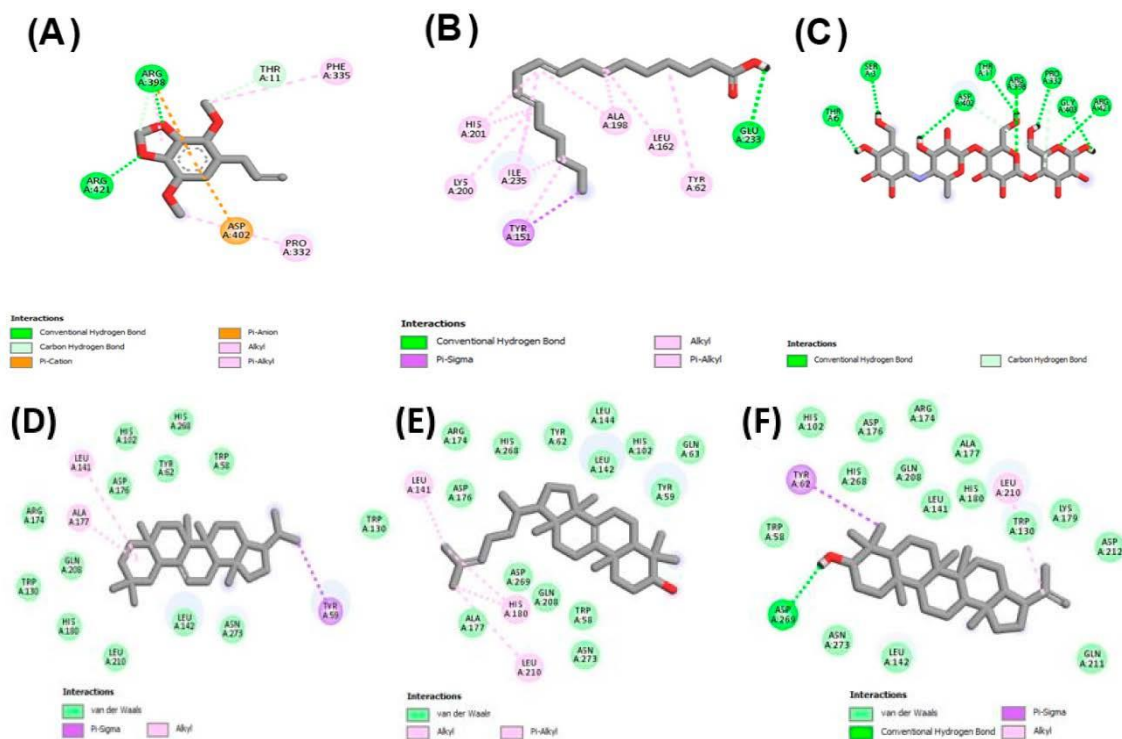 (A)
ARG
A:398
THR
A:11
PHE
A:335
ARG
A:421
ASP
A:402
PRO
A:332
Interactions
Conventional Hydrogen Bond
Carbon Hydrogen Bond
Pi-Cation
Pi-Anion
Alkyl
Pi-Alkyl
(B)
HIS
A:201
ALA
A:198
LEU
A:162
GLU
A:233
LYS
A:200
ILE
A:235
TYR
A:62
TYR
A:151
Interactions
Conventional Hydrogen Bond
Pi-Sigma
Alkyl
Pi-Alkyl
(C)
SER
THR
ASP
A:402
THR
Interactions
Conventional Hydrogen Bond
Carbon Hydrogen Bond
(D)
HIS
A:102
HIS
A:268
LEU
A:141
TYR
A:62
TRP
A:58
ASP
A:176
ARG
A:174
ALA
A:177
GLN
A:208
TRP
A:130
HIS
A:180
LEU
A:142
ASN
A:273
LEU
A:210
TYR
A:59
Interactions
van der Waals
Pi-Sigma
Alkyl
(E)
ARG
A:174
HIS
A:268
TYR
A:62
LEU
A:144
HIS
A:102
GLN
A:63
LEU
A:141
ASP
A:176
LEU
A:142
TYR
A:59
TRP
A:130
ASP
A:269
GLN
A:208
HIS
A:180
TRP
A:58
ALA
A:177
ASN
A:273
LEU
A:210
Interactions
van der Waals
Alkyl
Pi-Alkyl
(F)
HIS
A:102
ASP
A:176
ARG
A:174
ALA
A:177
TYR
A:62
HIS
A:268
GLN
A:208
LEU
A:141
HIS
A:180
LEU
A:210
TRP
A:58
TRP
A:130
LYS
A:179
ASP
A:212
ASP
A:269
ASN
A:273
LEU
A:142
GLN
A:211
Interactions
van der Waals
Conventional Hydrogen Bond
Pi-Sigma
Alkyl